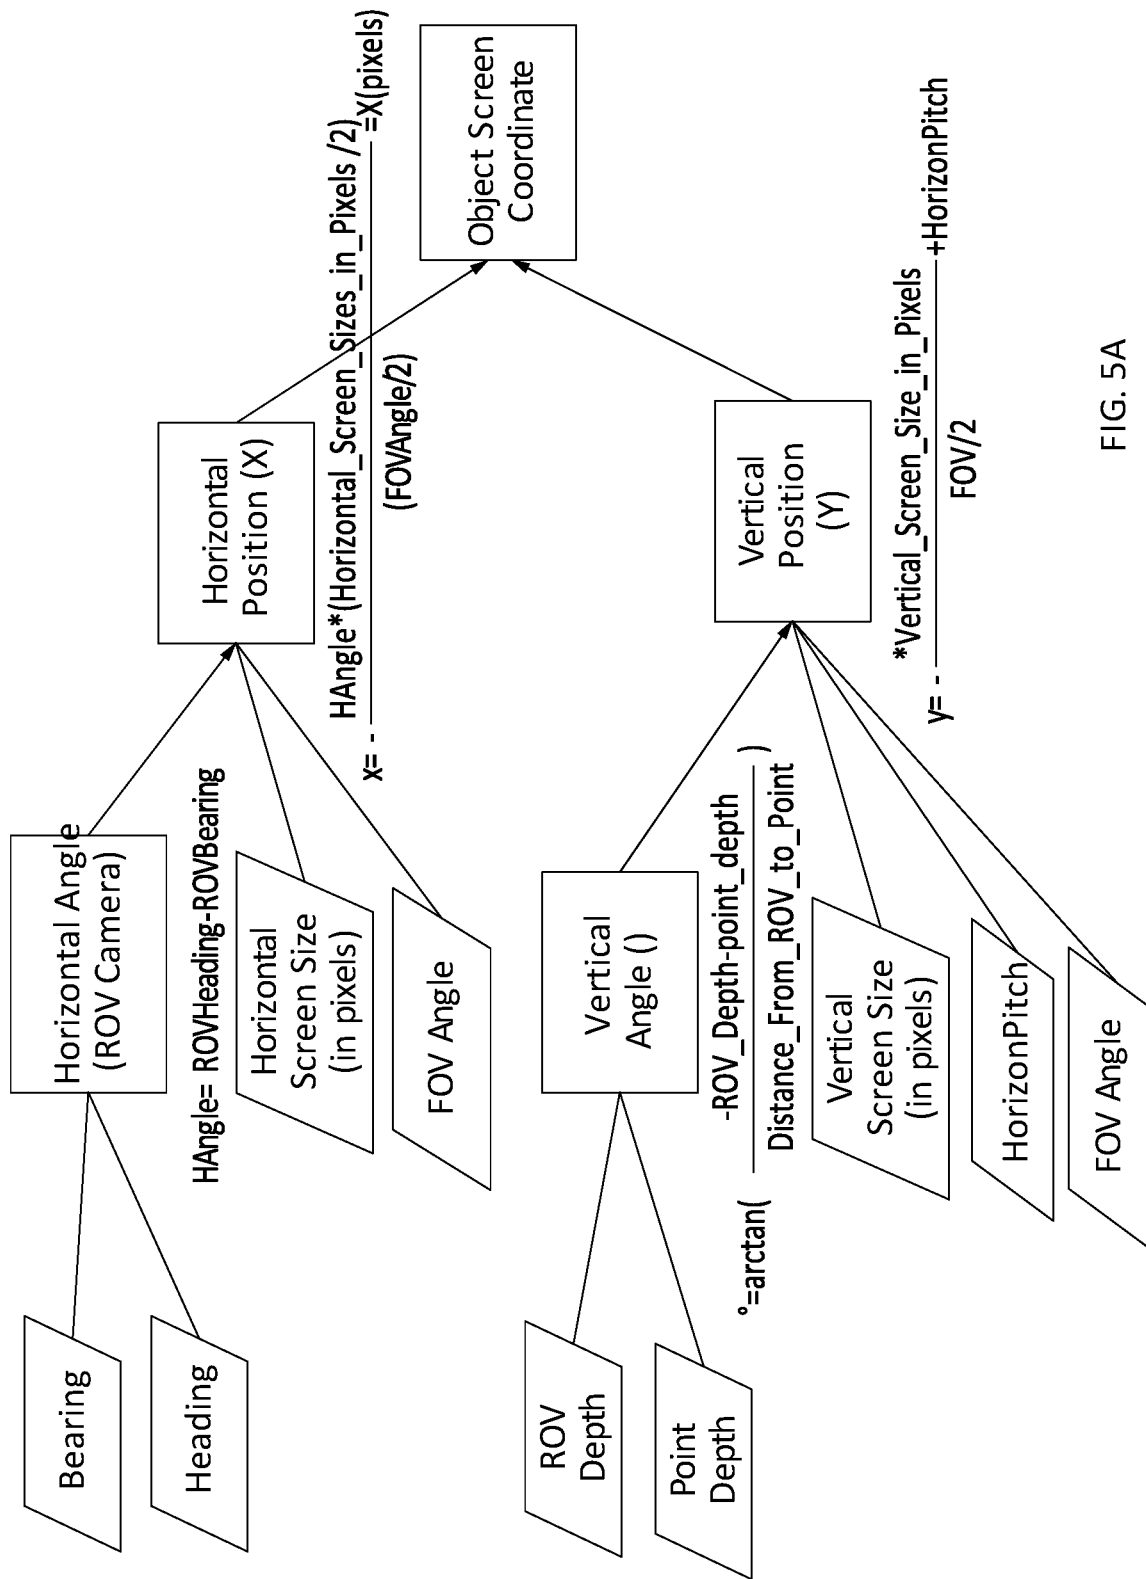 Bearing
Heading
Horizontal Angle
(ROV Camera)
HAngle= ROVHeading-ROVBearing
Horizontal
Screen Size
(in pixels)
FOV Angle
Horizontal
Position (X)
HAngle*(Horizontal_Screen_Sizes_in_Pixels /2)
x= - =X(pixels)
(FOVAngle/2)
Object Screen
Coordinate
ROV
Depth
Point
Depth
Vertical
Angle ()
-ROV_Depth-point_depth
°=arctan( )
Distance_From_ROV_to_Point
Vertical
Screen Size
(in pixels)
HorizonPitch
FOV Angle
Vertical
Position
(Y)
*Vertical_Screen_Size_in_Pixels
y= - +HorizonPitch
FOV/2
FIG. 5A